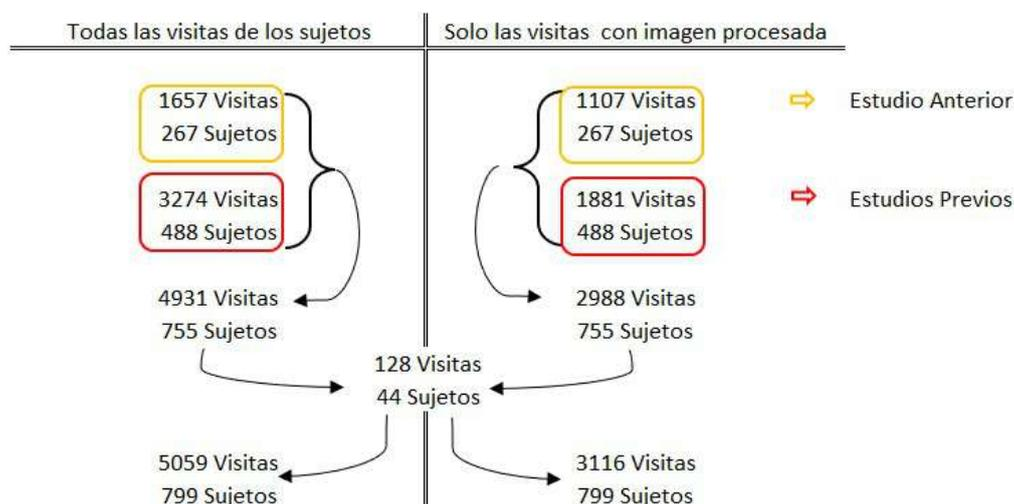 Todas las visitas de los sujetos
Solo las visitas con imagen procesada
1657 Visitas
267 Sujetos
1107 Visitas
267 Sujetos
Estudio Anterior
3274 Visitas
488 Sujetos
1881 Visitas
488 Sujetos
Estudios Previos
4931 Visitas
755 Sujetos
2988 Visitas
755 Sujetos
128 Visitas
44 Sujetos
5059 Visitas
799 Sujetos
3116 Visitas
799 Sujetos